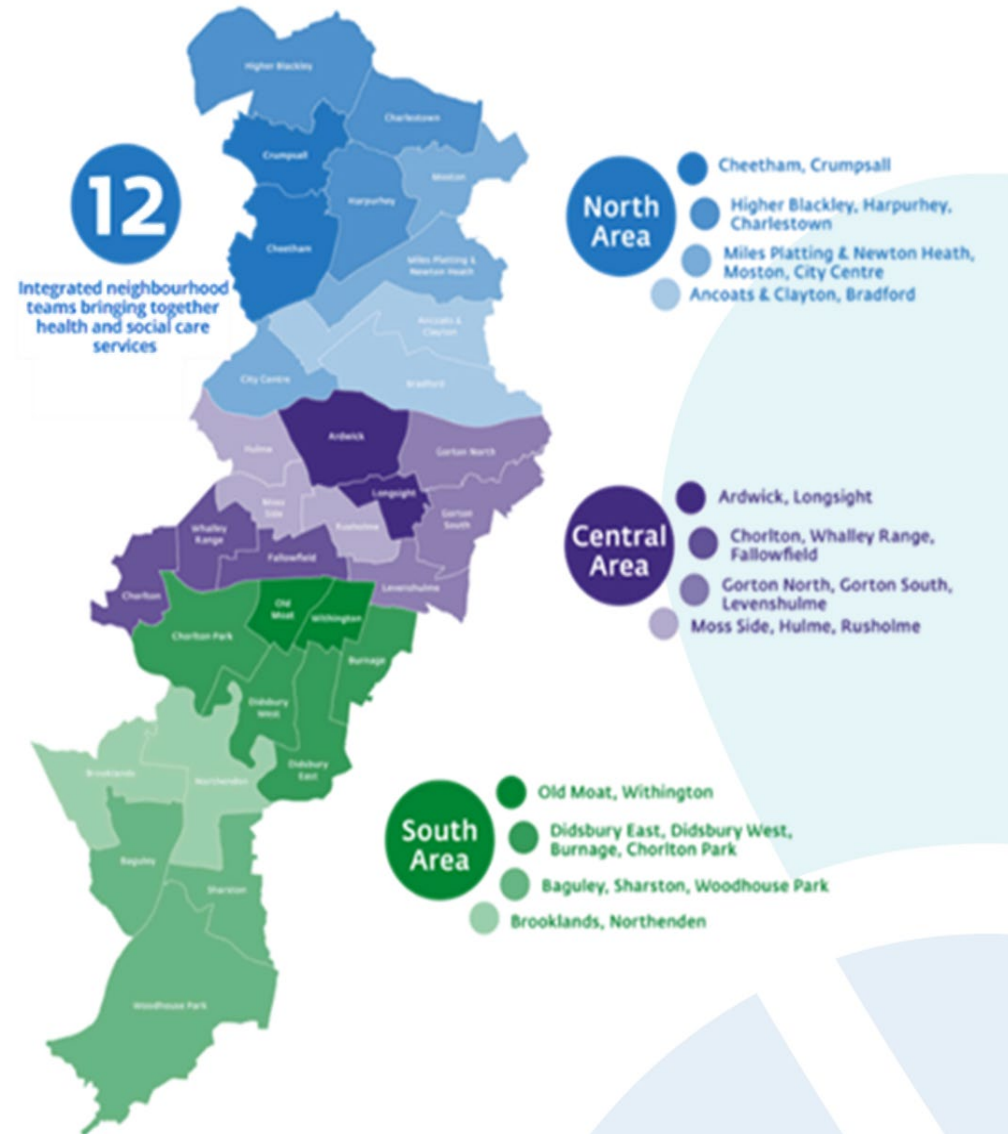 Higher Blackley
Charlestown
Crumpsall
Moston
Harpurhey
Cheetham
Miles Platting &
Newton Heath
Ancoats &
Clayton
City Centre
Bradford
12
Integrated neighbourhood
teams bringing together
health and social care
services
North
Area
Cheetham, Crumpsall
Higher Blackley, Harpurhey,
Charlestown
Miles Platting & Newton Heath,
Moston, City Centre
Ancoats & Clayton, Bradford
Ardwick
Hulme
Gorton North
Longsight
Moss
Side
Rusholme
Gorton
South
Whalley
Range
Fallowfield
Levenshulme
Chorlton
Central
Area
Ardwick, Longsight
Chorlton, Whalley Range,
Fallowfield
Gorton North, Gorton South,
Levenshulme
Moss Side, Hulme, Rusholme
Old
Moat
Withington
Chorlton Park
Burnage
Didsbury
West
Didsbury
East
Brooklands
Northenden
Baguley
Sharston
Woodhouse Park
South
Area
Old Moat, Withington
Didsbury East, Didsbury West,
Burnage, Chorlton Park
Baguley, Sharston, Woodhouse Park
Brooklands, Northenden